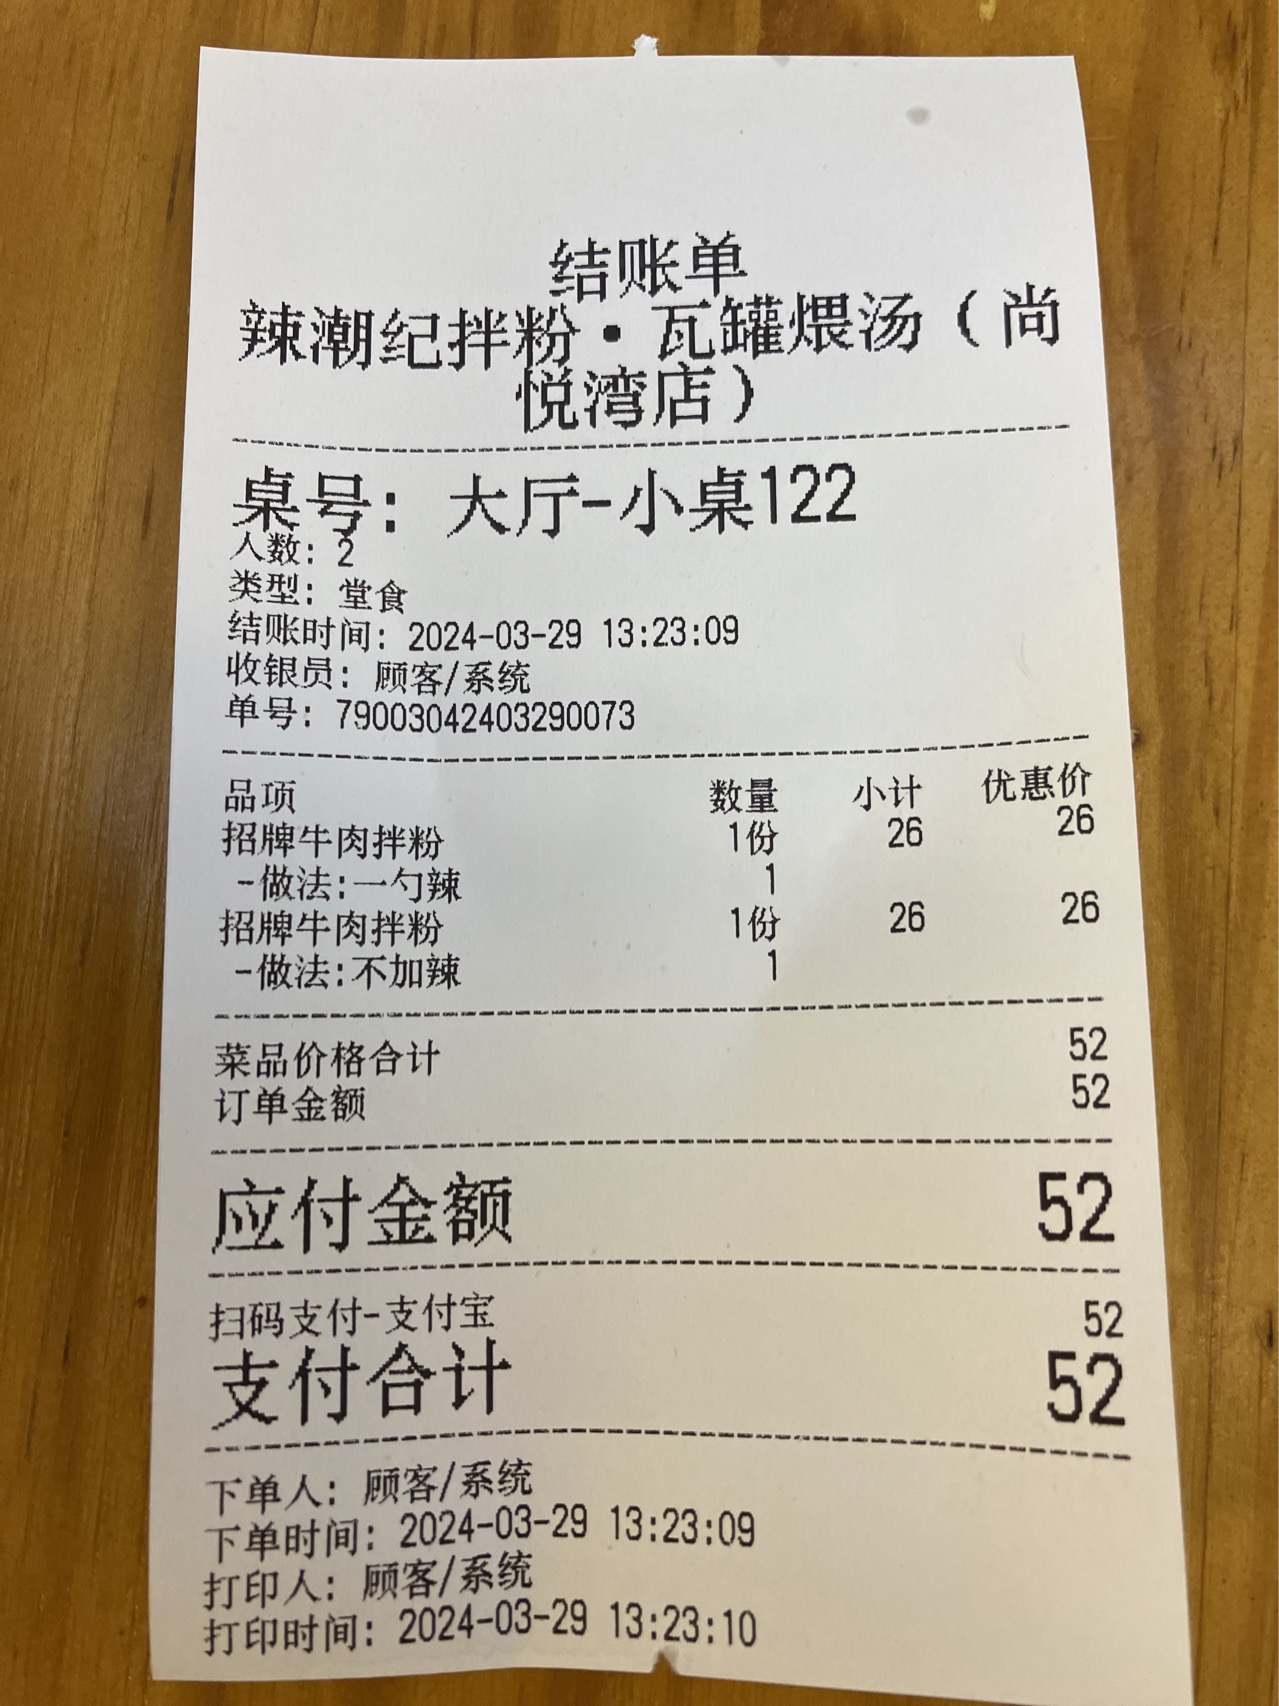 结账单
辣潮纪拌粉·瓦罐煨汤（尚
悦湾店）
桌号：大厅-小桌122
人数：2
类型：堂食
结账时间：2024-03-29 13:23:09
收银员：顾客/系统
单号：79003042403290073
品项 数量 小计 优惠价
招牌牛肉拌粉 1份 26 26
-做法:一勺辣 1
招牌牛肉拌粉 1份 26 26
-做法:不加辣 1
菜品价格合计 52
订单金额 52
应付金额 52
扫码支付-支付宝 52
支付合计 52
下单人：顾客/系统
下单时间：2024-03-29 13:23:09
打印人：顾客/系统
打印时间：2024-03-29 13:23:10